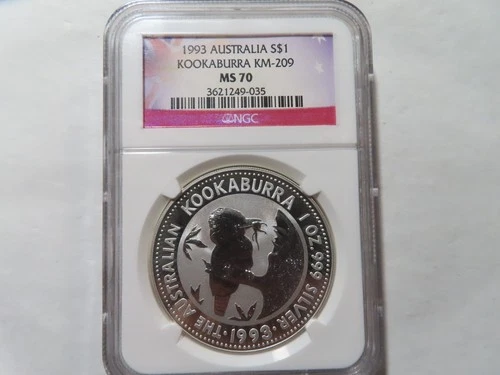 1993 AUSTRALIA S$1
KOOKABURRA KM-209
MS 70
3621249-035
NGC
THE AUSTRALIAN KOOKABURRA 1 OZ. 999 SILVER · 1993 ·